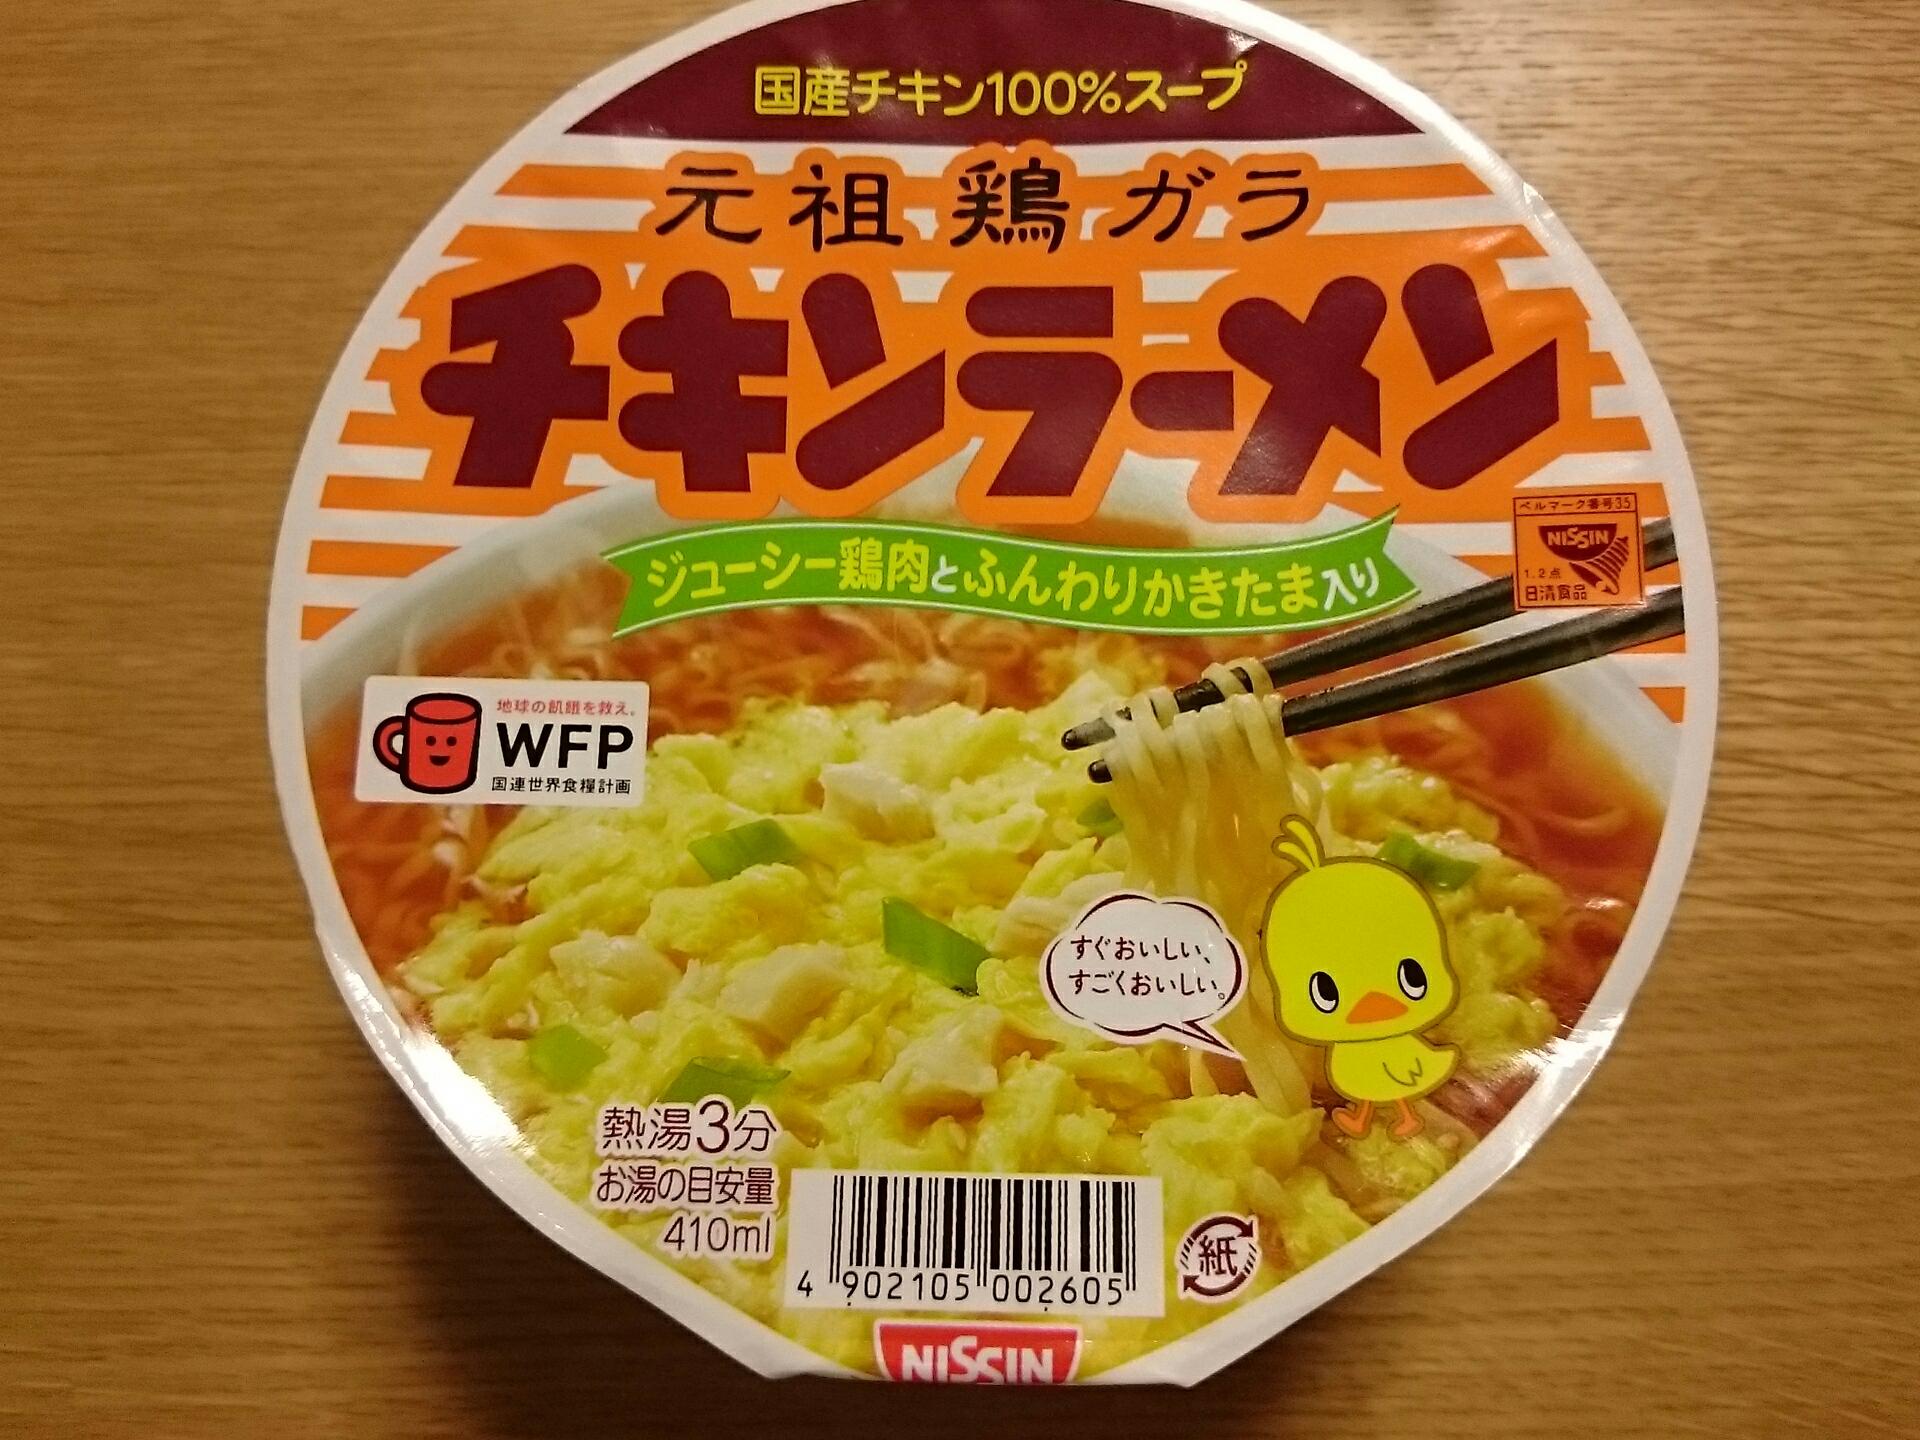 国産チキン100%スープ
元祖鶏ガラ
チキンラーメン
ジューシー鶏肉とふんわりかきたま入り
ベルマーク番号35
NISSIN
1.2点
日清食品
地球の飢餓を救え。
WFP
国連世界食糧計画
すぐおいしい、
すごくおいしい。
熱湯3分
お湯の目安量
410ml
4 902105 002605
紙
NISSIN